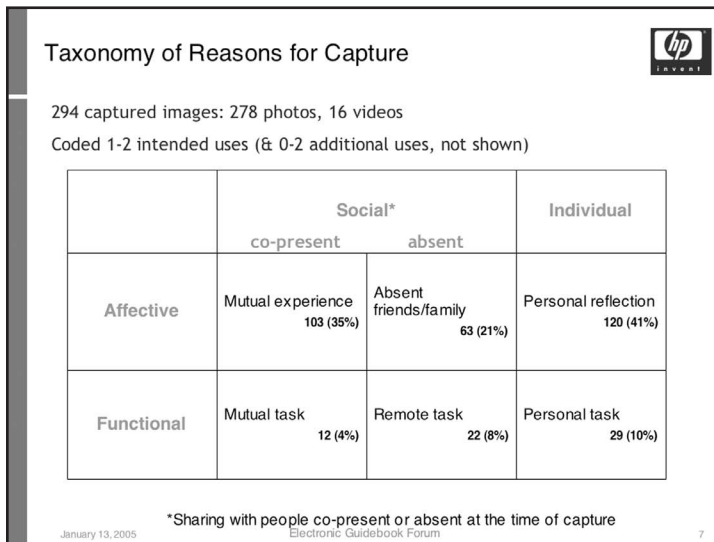 Taxonomy of Reasons for Capture
hp
invent
294 captured images: 278 photos, 16 videos
Coded 1-2 intended uses (& 0-2 additional uses, not shown)
Social*
Individual
co-present
absent
Affective
Mutual experience
103 (35%)
Absent
friends/family
63 (21%)
Personal reflection
120 (41%)
Functional
Mutual task
12 (4%)
Remote task
22 (8%)
Personal task
29 (10%)
*Sharing with people co-present or absent at the time of capture
January 13, 2005
Electronic Guidebook Forum
7